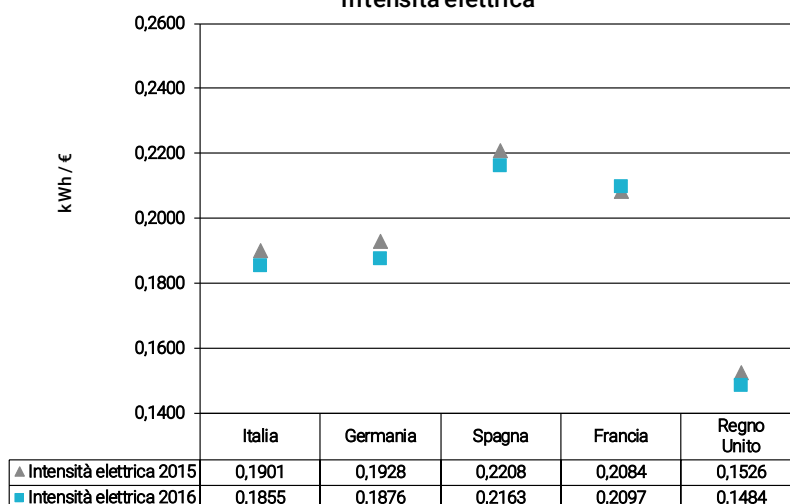 Intensità elettrica
0,2600
0,2400
0,2200
0,2000
0,1800
0,1600
0,1400
kWh / €
Italia Germania Spagna Francia Regno Unito
Intensità elettrica 2015 0,1901 0,1928 0,2208 0,2084 0,1526
Intensità elettrica 2016 0,1855 0,1876 0,2163 0,2097 0,1484